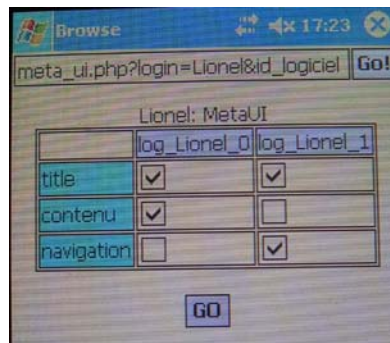 Browse 17:23
meta_ui.php?login=Lionel&id_logiciel Go!
Lionel: MetaUI
log_Lionel_0 log_Lionel_1
title
contenu
navigation
GO